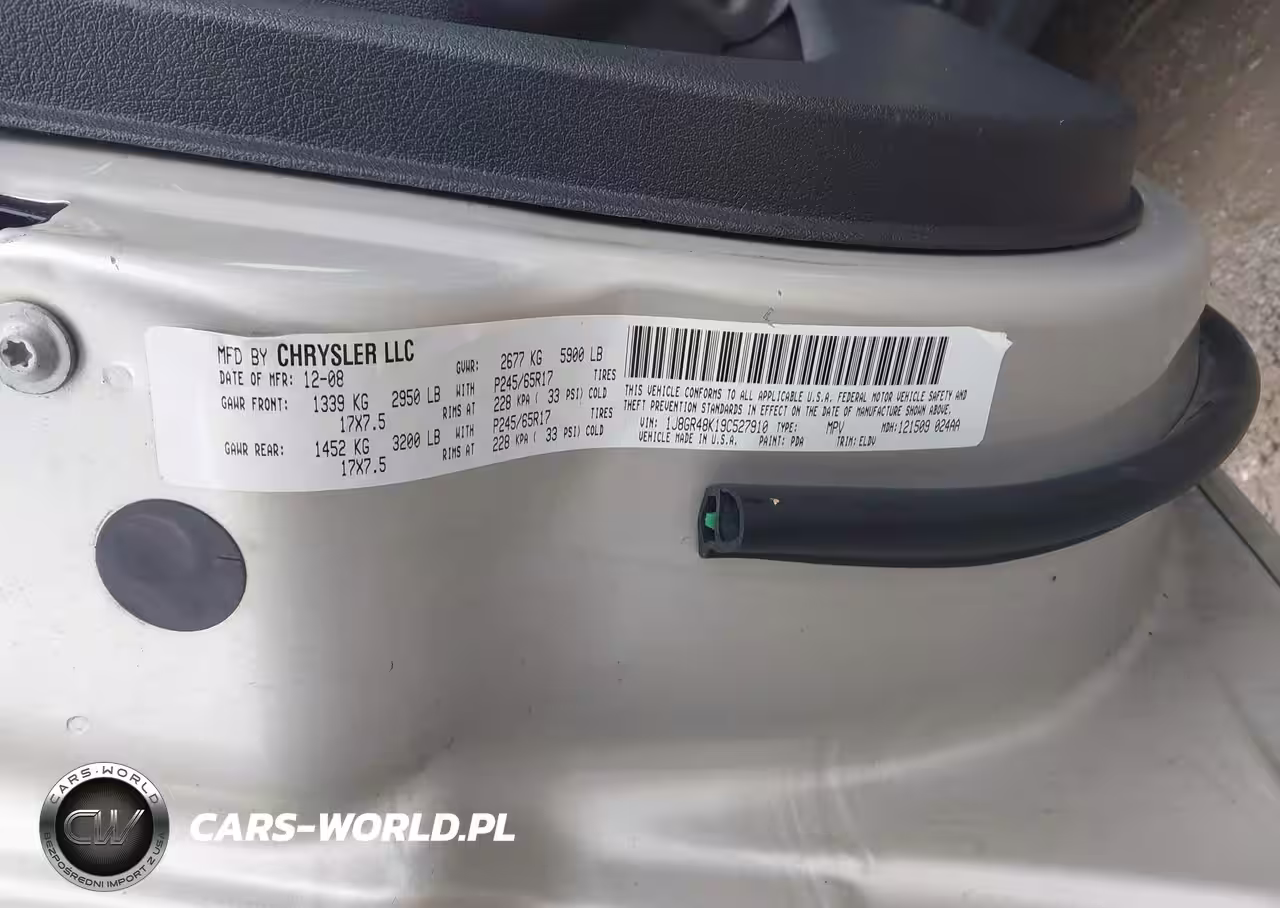 MFD BY CHRYSLER LLC
DATE OF MFR: 12-08 GVWR: 2677 KG 5900 LB
GAWR FRONT: 1339 KG 2950 LB WITH P245/65R17 TIRES
17X7.5 RIMS AT 228 KPA ( 33 PSI) COLD
GAWR REAR: 1452 KG 3200 LB WITH P245/65R17 TIRES
17X7.5 RIMS AT 228 KPA ( 33 PSI) COLD
THIS VEHICLE CONFORMS TO ALL APPLICABLE U.S.A. FEDERAL MOTOR VEHICLE SAFETY AND
THEFT PREVENTION STANDARDS IN EFFECT ON THE DATE OF MANUFACTURE SHOWN ABOVE.
VIN: 1J8GR48K19C527910 TYPE: MPV MDH:121509 024AA
VEHICLE MADE IN U.S.A. PAINT: PDA TRIM: ELDV
CARS-WORLD
CW
BEZPOŚREDNI IMPORT Z USA
CARS-WORLD.PL